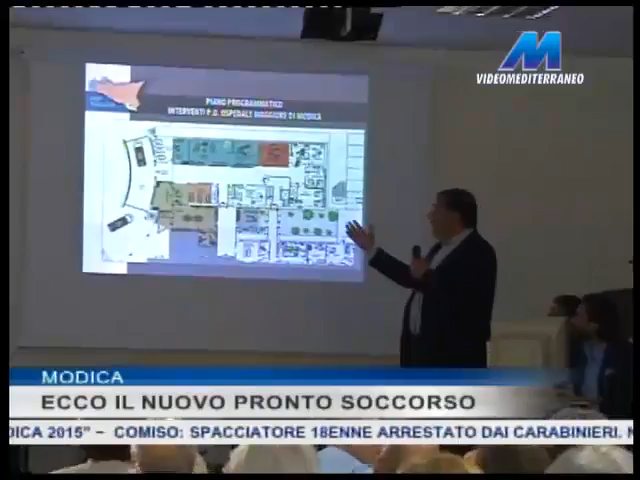 VIDEOMEDITERRANEO
PIANO PROGRAMMATICO
INTERVENTI P.O. OSPEDALE MAGGIORE DI MODICA
MODICA
ECCO IL NUOVO PRONTO SOCCORSO
DICA 2015" – COMISO: SPACCIATORE 18ENNE ARRESTATO DAI CARABINIERI. N